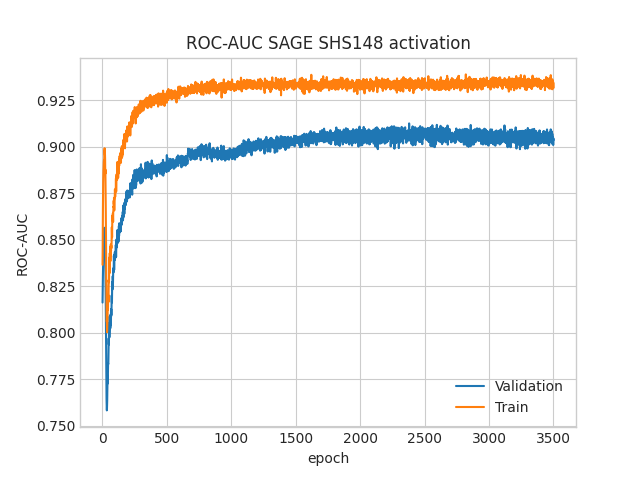 ROC-AUC SAGE SHS148 activation
0.925
0.900
0.875
0.850
0.825
0.800
0.775
0.750
ROC-AUC
Validation
Train
0 500 1000 1500 2000 2500 3000 3500
epoch